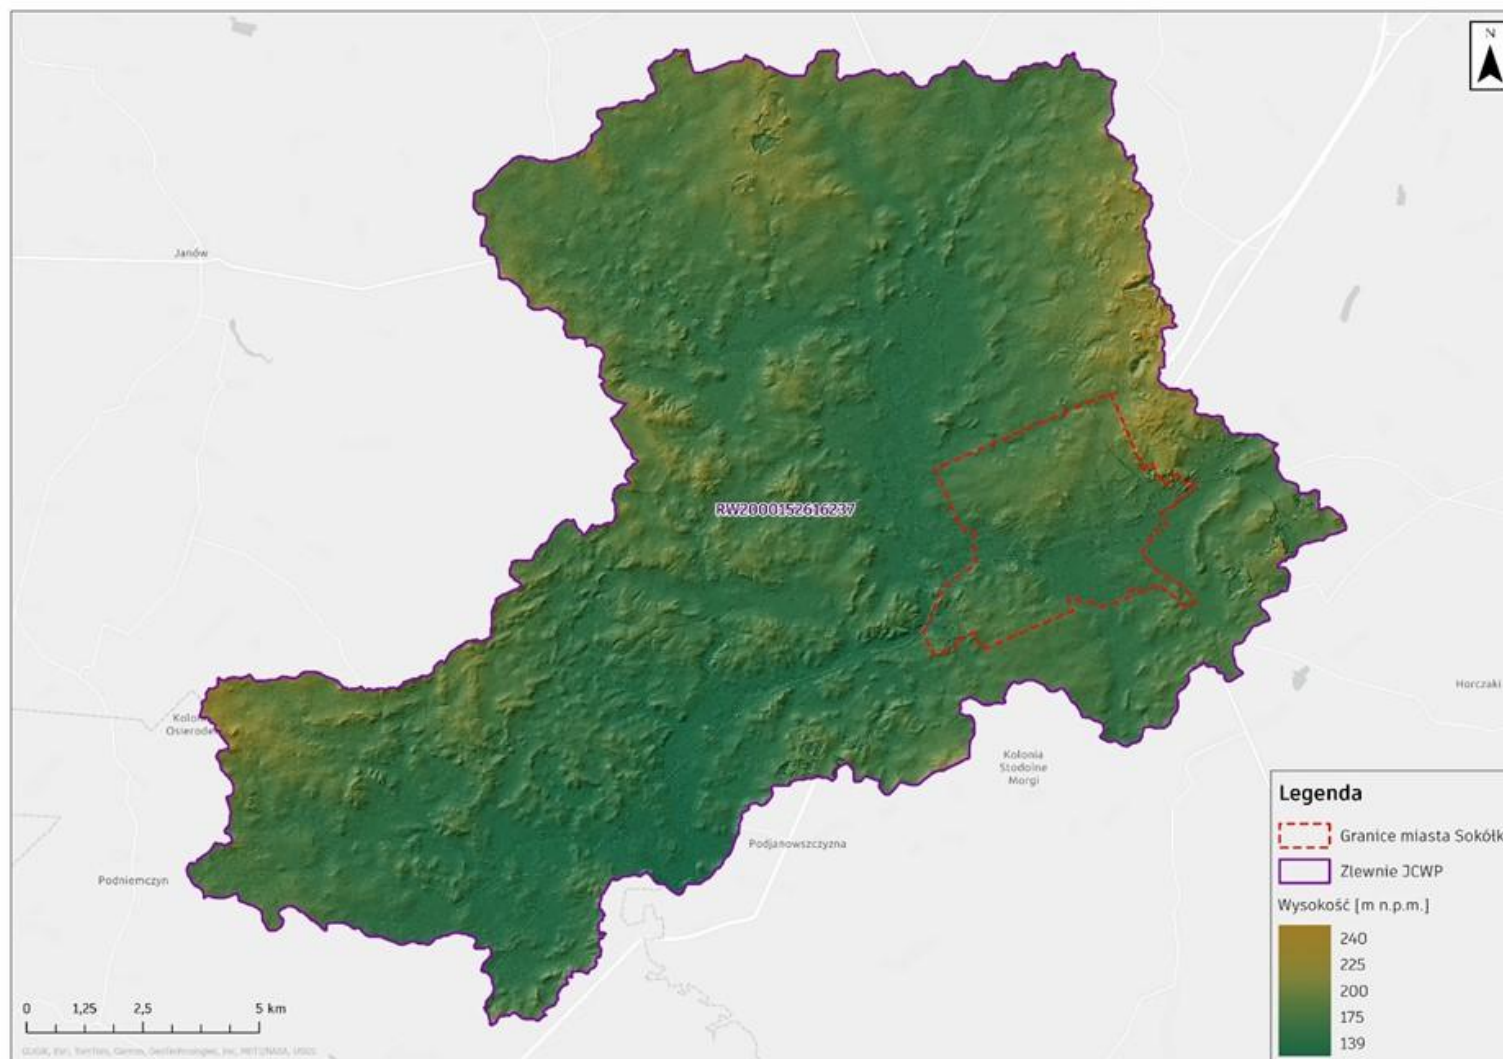 N
Janów
RW2000152616237
Horczaki
Kolonia
Stodolne
Morgi
Podjanowszczyzna
Podniemczyn
Legenda
Granice miasta Sokółk
Zlewnie JCWP
Wysokość [m n.p.m.]
240
225
200
175
139
0 1,25 2,5 5 km